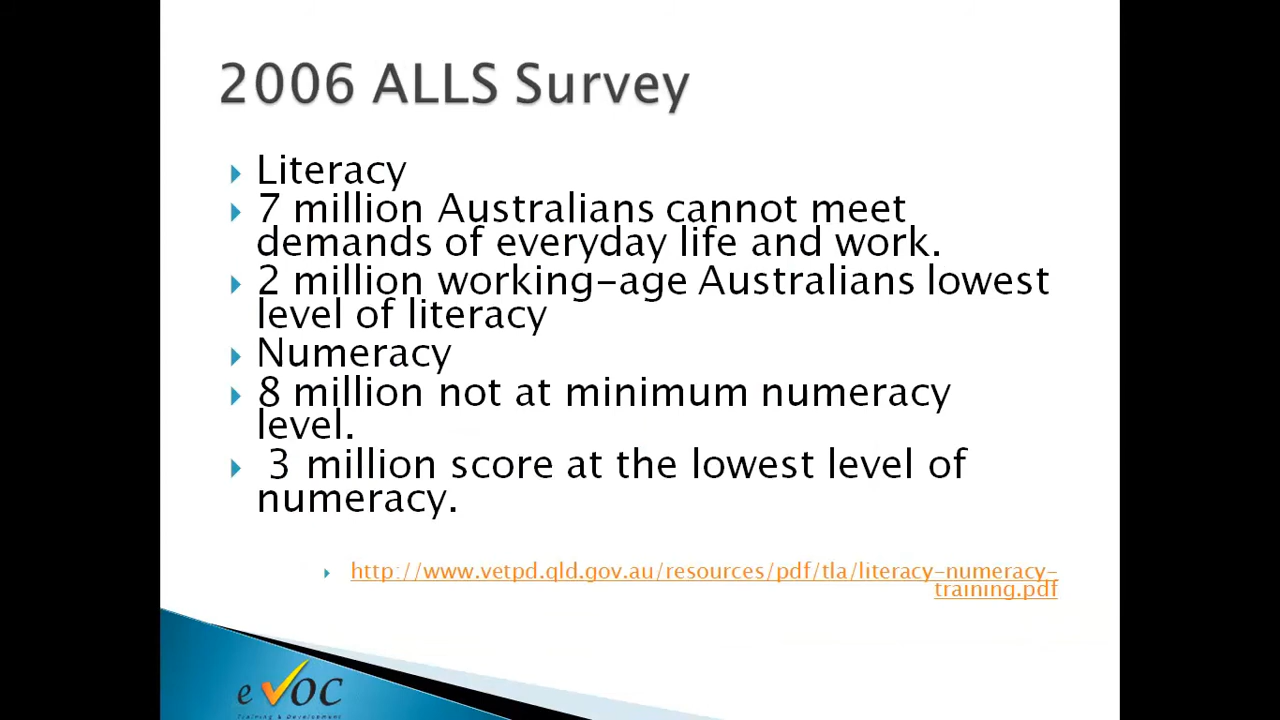 2006 ALLS Survey
Literacy
7 million Australians cannot meet
demands of everyday life and work.
2 million working-age Australians lowest
level of literacy
Numeracy
8 million not at minimum numeracy
level.
3 million score at the lowest level of
numeracy.
http://www.vetpd.qld.gov.au/resources/pdf/tla/literacy-numeracy-
training.pdf
evoc
Training & Development